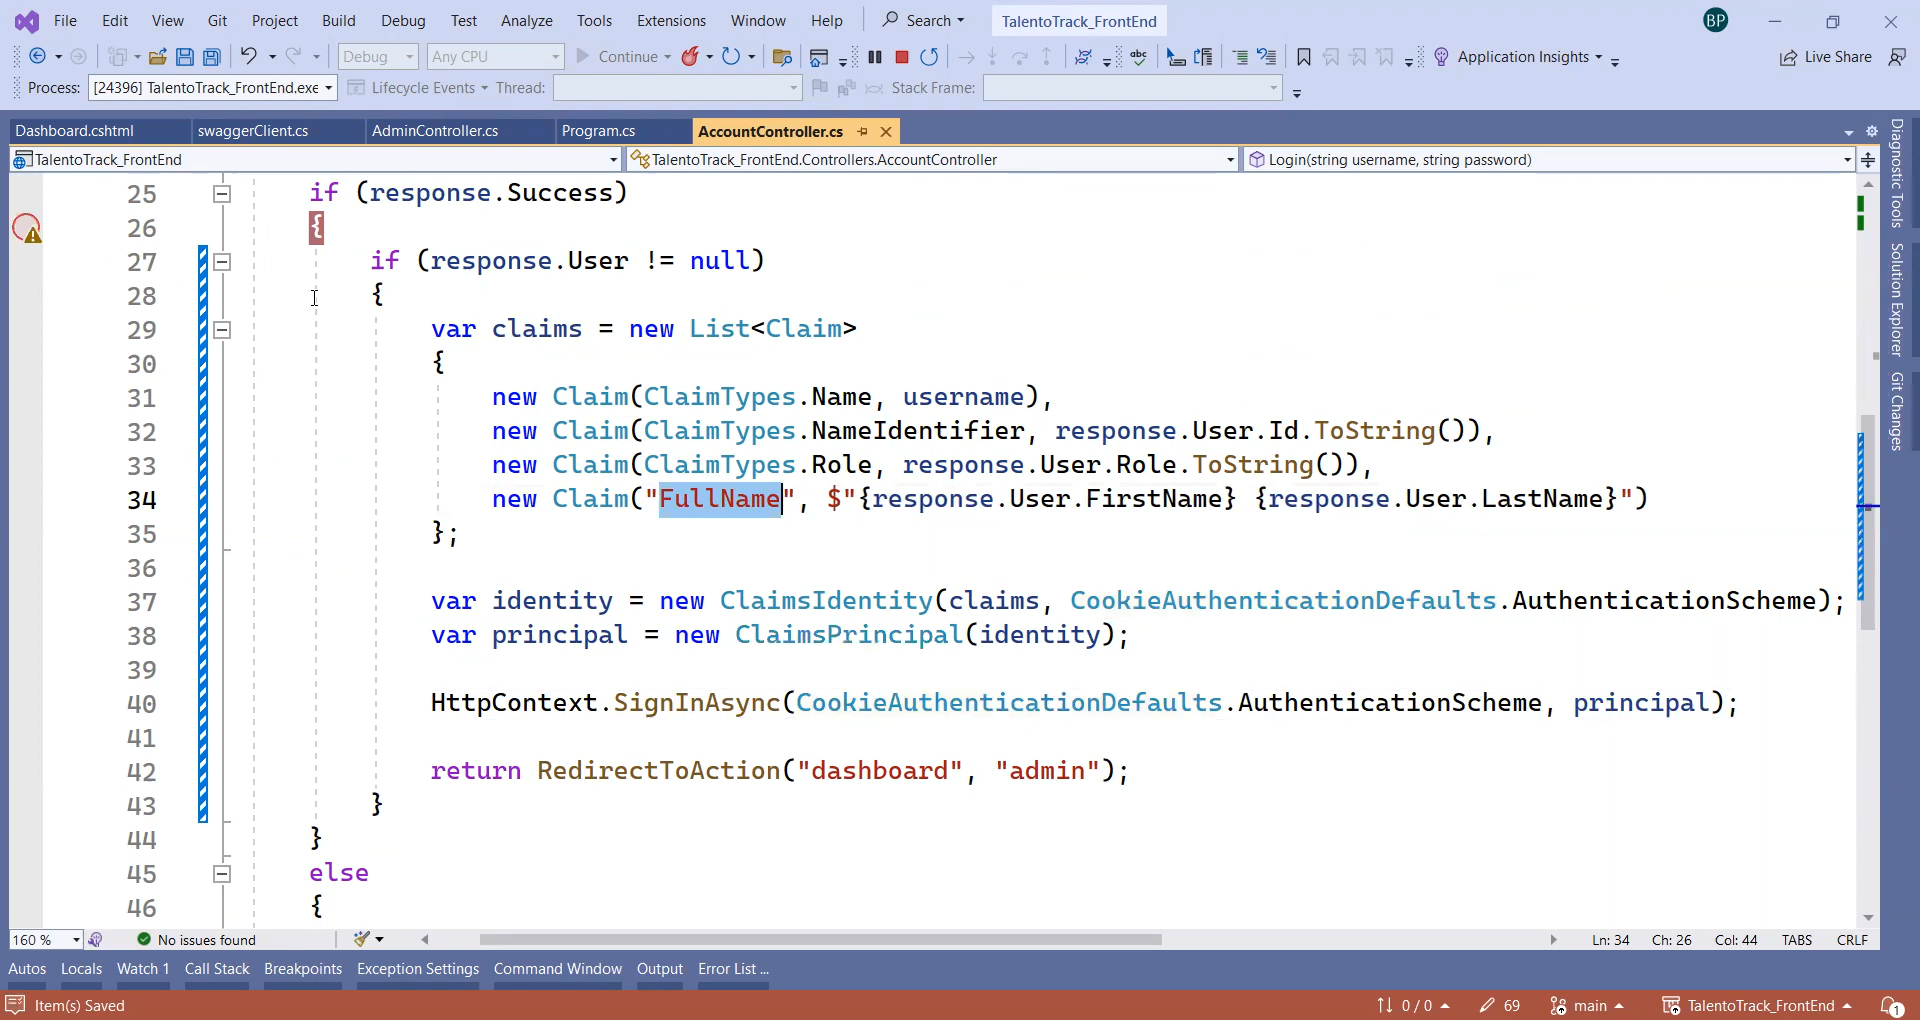 File Edit View Git Project Build Debug Test Analyze Tools Extensions Window Help Search TalentoTrack_FrontEnd BP
Debug Any CPU Continue abc Application Insights Live Share
Process: [24396] TalentoTrack_FrontEnd.exe Lifecycle Events Thread: Stack Frame:
Dashboard.cshtml swaggerClient.cs AdminController.cs Program.cs AccountController.cs
TalentoTrack_FrontEnd TalentoTrack_FrontEnd.Controllers.AccountController Login(string username, string password)
25 if (response.Success)
26 {
27 if (response.User != null)
28 {
29 var claims = new List<Claim>
30 {
31 new Claim(ClaimTypes.Name, username),
32 new Claim(ClaimTypes.NameIdentifier, response.User.Id.ToString()),
33 new Claim(ClaimTypes.Role, response.User.Role.ToString()),
34 new Claim("FullName", $"{response.User.FirstName} {response.User.LastName}")
35 };
36
37 var identity = new ClaimsIdentity(claims, CookieAuthenticationDefaults.AuthenticationScheme);
38 var principal = new ClaimsPrincipal(identity);
39
40 HttpContext.SignInAsync(CookieAuthenticationDefaults.AuthenticationScheme, principal);
41
42 return RedirectToAction("dashboard", "admin");
43 }
44 }
45 else
46 {
Diagnostic Tools
Solution Explorer
Git Changes
160 % No issues found Ln: 34 Ch: 26 Col: 44 TABS CRLF
Autos Locals Watch 1 Call Stack Breakpoints Exception Settings Command Window Output Error List ...
Item(s) Saved 0 / 0 69 main TalentoTrack_FrontEnd 1